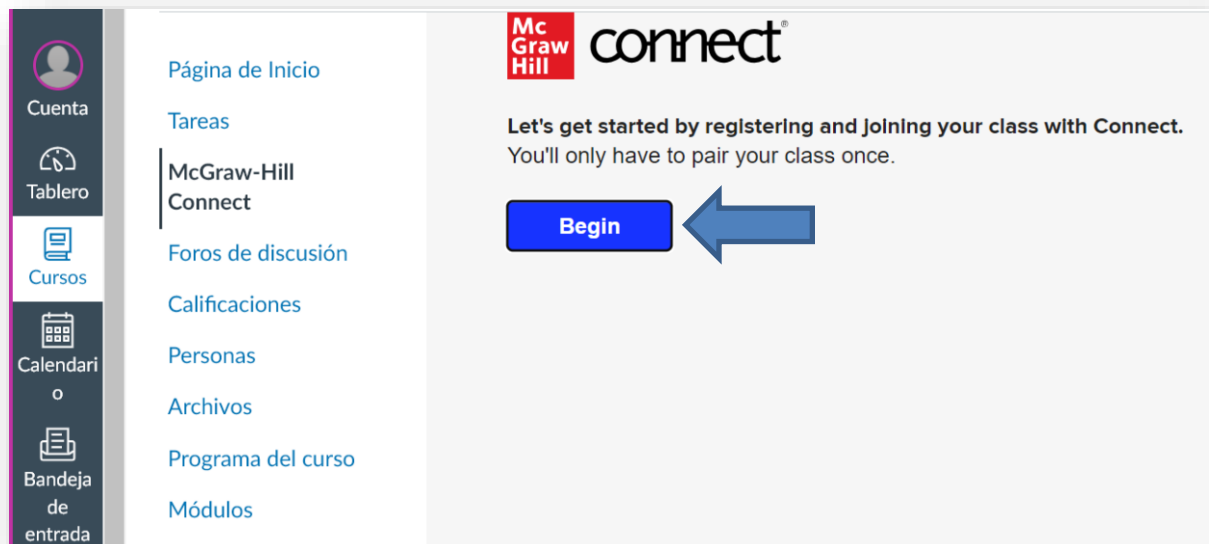 Cuenta
Tablero
Cursos
Calendari
o
Bandeja
de
entrada
Página de Inicio
Tareas
McGraw-Hill
Connect
Foros de discusión
Calificaciones
Personas
Archivos
Programa del curso
Módulos
Mc
Graw
Hill
connect®
Let's get started by registering and joining your class with Connect.
You'll only have to pair your class once.
Begin